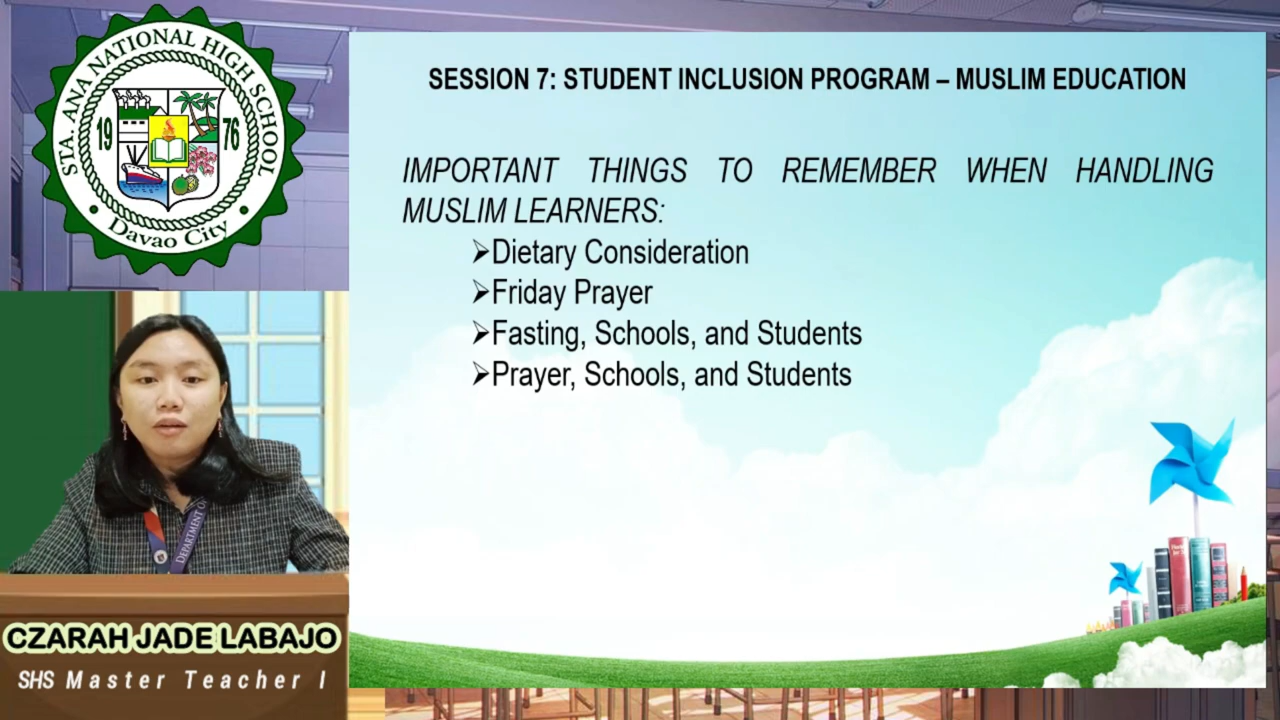 STA. ANA NATIONAL HIGH SCHOOL
19 76
Davao City
SESSION 7: STUDENT INCLUSION PROGRAM – MUSLIM EDUCATION
IMPORTANT THINGS TO REMEMBER WHEN HANDLING
MUSLIM LEARNERS:
➢Dietary Consideration
➢Friday Prayer
➢Fasting, Schools, and Students
➢Prayer, Schools, and Students
DEPARTMENT
CZARAH JADE LABAJO
SHS Master Teacher I